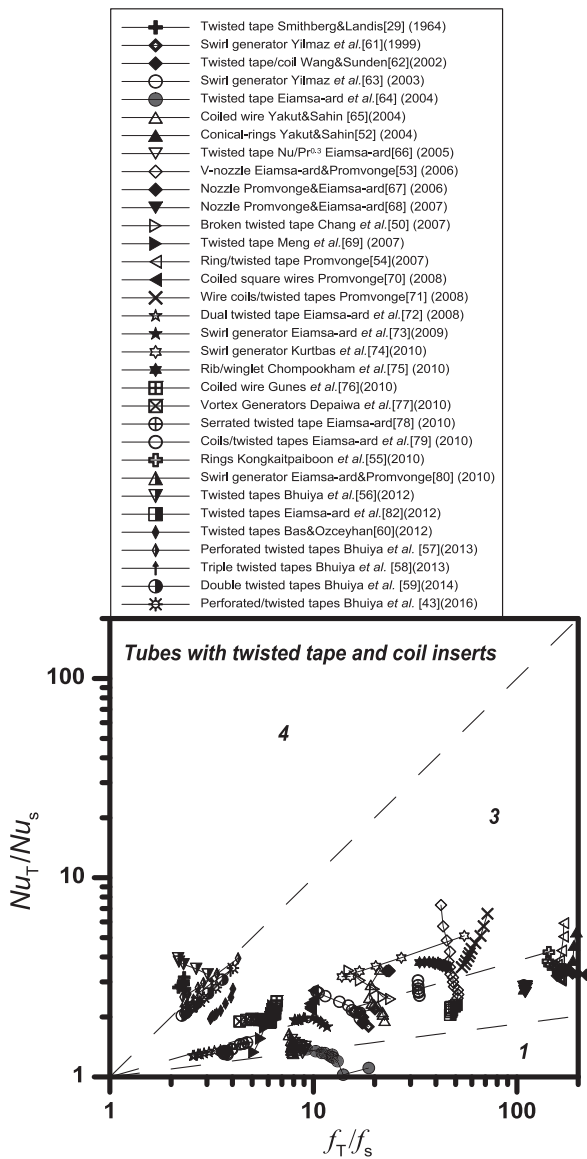 Twisted tape Smithberg&Landis[29] (1964)
Swirl generator Yilmaz et al.[61](1999)
Twisted tape/coil Wang&Sunden[62](2002)
Swirl generator Yilmaz et al.[63] (2003)
Twisted tape Eiamsa-ard et al.[64] (2004)
Coiled wire Yakut&Sahin [65](2004)
Conical-rings Yakut&Sahin[52] (2004)
Twisted tape Nu/Pr0.3 Eiamsa-ard[66] (2005)
V-nozzle Eiamsa-ard&Promvonge[53] (2006)
Nozzle Promvonge&Eiamsa-ard[67] (2006)
Nozzle Promvonge&Eiamsa-ard[68] (2007)
Broken twisted tape Chang et al.[50] (2007)
Twisted tape Meng et al.[69] (2007)
Ring/twisted tape Promvonge[54](2007)
Coiled square wires Promvonge[70] (2008)
Wire coils/twisted tapes Promvonge[71] (2008)
Dual twisted tape Eiamsa-ard et al.[72] (2008)
Swirl generator Eiamsa-ard et al.[73](2009)
Swirl generator Kurtbas et al.[74](2010)
Rib/winglet Chompookham et al.[75] (2010)
Coiled wire Gunes et al.[76](2010)
Vortex Generators Depaiwa et al.[77](2010)
Serrated twisted tape Eiamsa-ard[78] (2010)
Coils/twisted tapes Eiamsa-ard et al.[79] (2010)
Rings Kongkaitpaiboon et al.[55](2010)
Swirl generator Eiamsa-ard&Promvonge[80] (2010)
Twisted tapes Bhuiya et al.[56](2012)
Twisted tapes Eiamsa-ard et al.[82](2012)
Twisted tapes Bas&Ozceyhan[60](2012)
Perforated twisted tapes Bhuiya et al. [57](2013)
Triple twisted tapes Bhuiya et al. [58](2013)
Double twisted tapes Bhuiya et al. [59](2014)
Perforated/twisted tapes Bhuiya et al. [43](2016)
Tubes with twisted tape and coil inserts
100
4
3
NuT/Nus
10
1
1
1
10
100
fT/fs